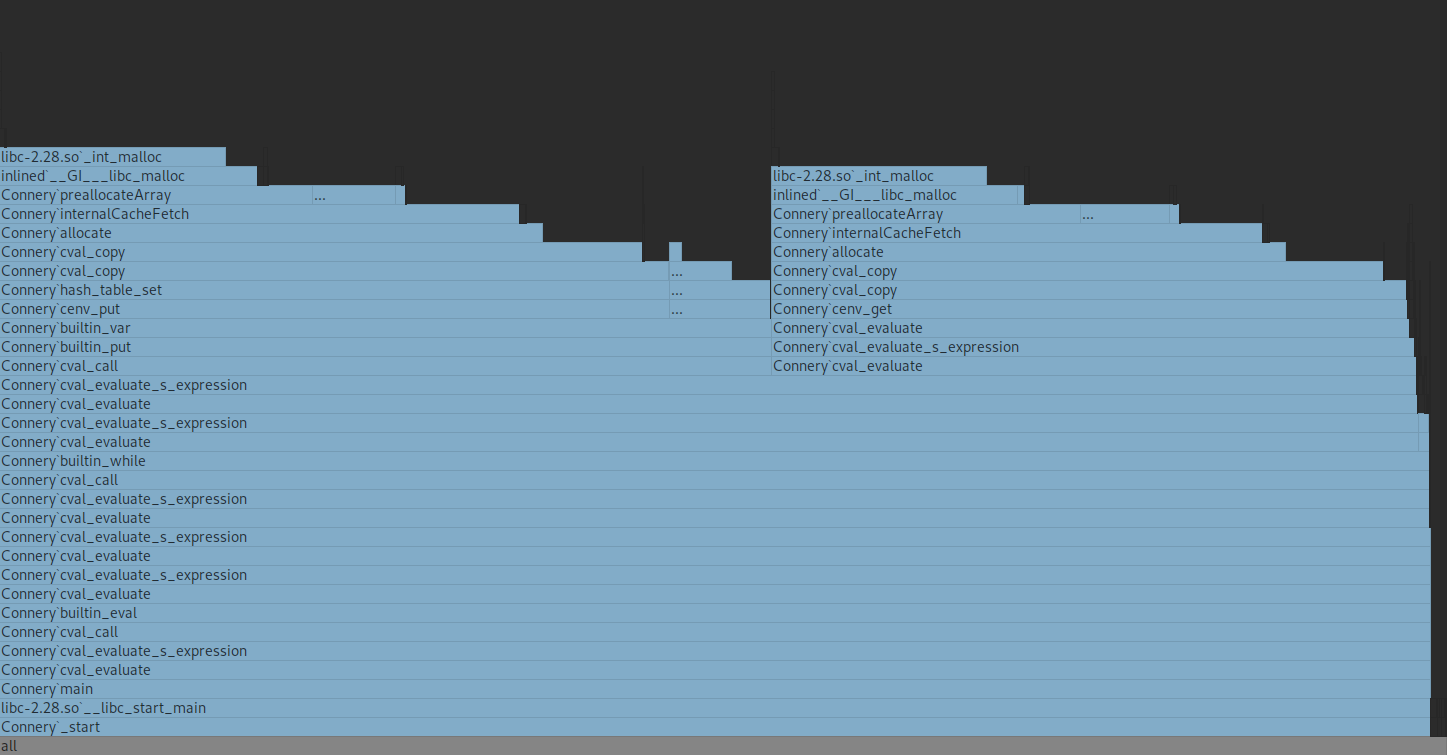 libc-2.28.so`_int_malloc
inlined`__GI___libc_malloc libc-2.28.so`_int_malloc
Connery`preallocateArray ... inlined`__GI___libc_malloc
Connery`internalCacheFetch Connery`preallocateArray ...
Connery`allocate Connery`internalCacheFetch
Connery`cval_copy Connery`allocate
Connery`cval_copy ... Connery`cval_copy
Connery`hash_table_set ... Connery`cval_copy
Connery`cenv_put ... Connery`cenv_get
Connery`builtin_var Connery`cval_evaluate
Connery`builtin_put Connery`cval_evaluate_s_expression
Connery`cval_call Connery`cval_evaluate
Connery`cval_evaluate_s_expression
Connery`cval_evaluate
Connery`cval_evaluate_s_expression
Connery`cval_evaluate
Connery`builtin_while
Connery`cval_call
Connery`cval_evaluate_s_expression
Connery`cval_evaluate
Connery`cval_evaluate_s_expression
Connery`cval_evaluate
Connery`cval_evaluate_s_expression
Connery`cval_evaluate
Connery`builtin_eval
Connery`cval_call
Connery`cval_evaluate_s_expression
Connery`cval_evaluate
Connery`main
libc-2.28.so`__libc_start_main
Connery`_start
all